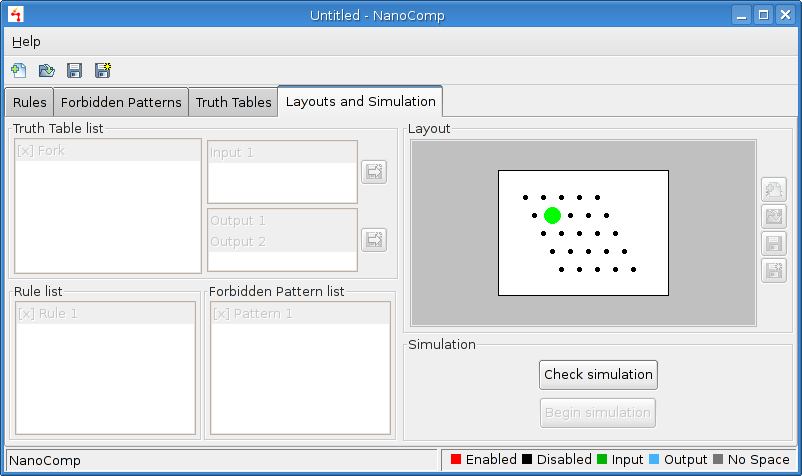 Untitled - NanoComp
Help
Rules
Forbidden Patterns
Truth Tables
Layouts and Simulation
Truth Table list
[x] Fork
Input 1
Output 1
Output 2
Rule list
[x] Rule 1
Forbidden Pattern list
[x] Pattern 1
Layout
Simulation
Check simulation
Begin simulation
NanoComp
Enabled Disabled Input Output No Space